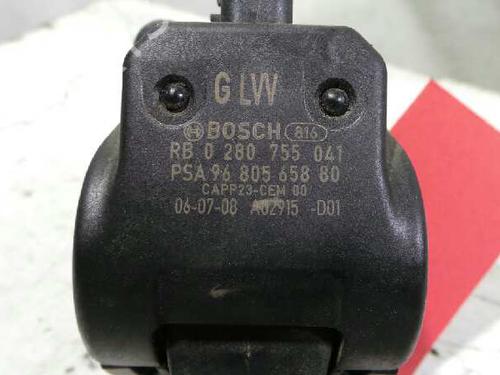 G LW
BOSCH 816
RB 0 280 755 041
PSA 96 805 658 80
CAPP23-CEM 00
06-07-08 A02915 -D01